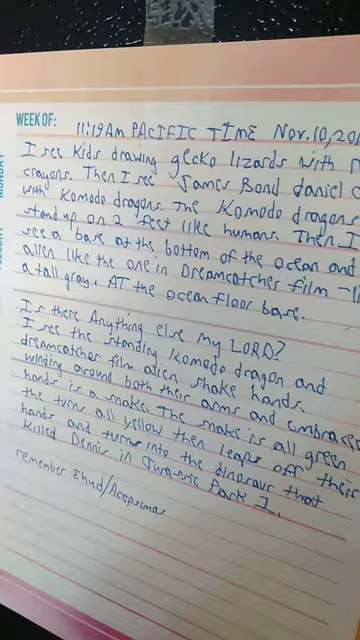 WEEK OF:
MONDAY
11:19AM PACIFIC TIME Nov. 10, 20
I see kids drawing gecko lizards with
crayons. Then I see James Bond daniel
with Komodo dragons. The Komodo dragons
stand up on 2 feet like humans. Then I
see a base at the bottom of the ocean and
alien like the one in Dreamcatcher film -
a tall gray. AT the ocean floor base.
Is there Anything else my LORD?
I see the standing Komodo dragon and
dreamcatcher film alien shake hands.
winding around both their arms and embraces
hands is a snake. The snake is all green
the turns all yellow then leaps off their
hands and turns into the dinosaur that
killed Dennis in Jurassic Park 1.
remember Ehud/Acepsimas